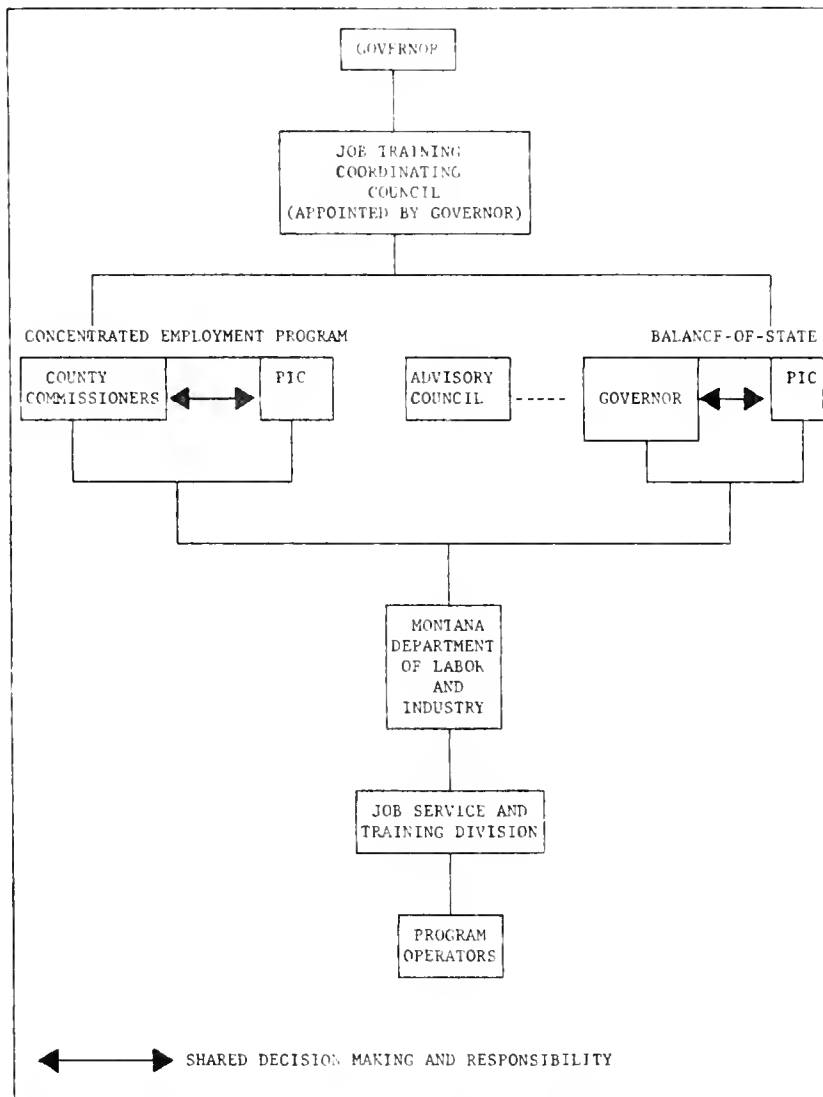 GOVERNOR
JOB TRAINING
COORDINATING
COUNCIL
(APPOINTED BY GOVERNOR)
CONCENTRATED EMPLOYMENT PROGRAM
COUNTY
COMMISSIONERS
PIC
BALANCE-OF-STATE
ADVISORY
COUNCIL
GOVERNOR
PIC
MONTANA
DEPARTMENT
OF LABOR
AND
INDUSTRY
JOB SERVICE AND
TRAINING DIVISION
PROGRAM
OPERATORS
SHARED DECISION MAKING AND RESPONSIBILITY